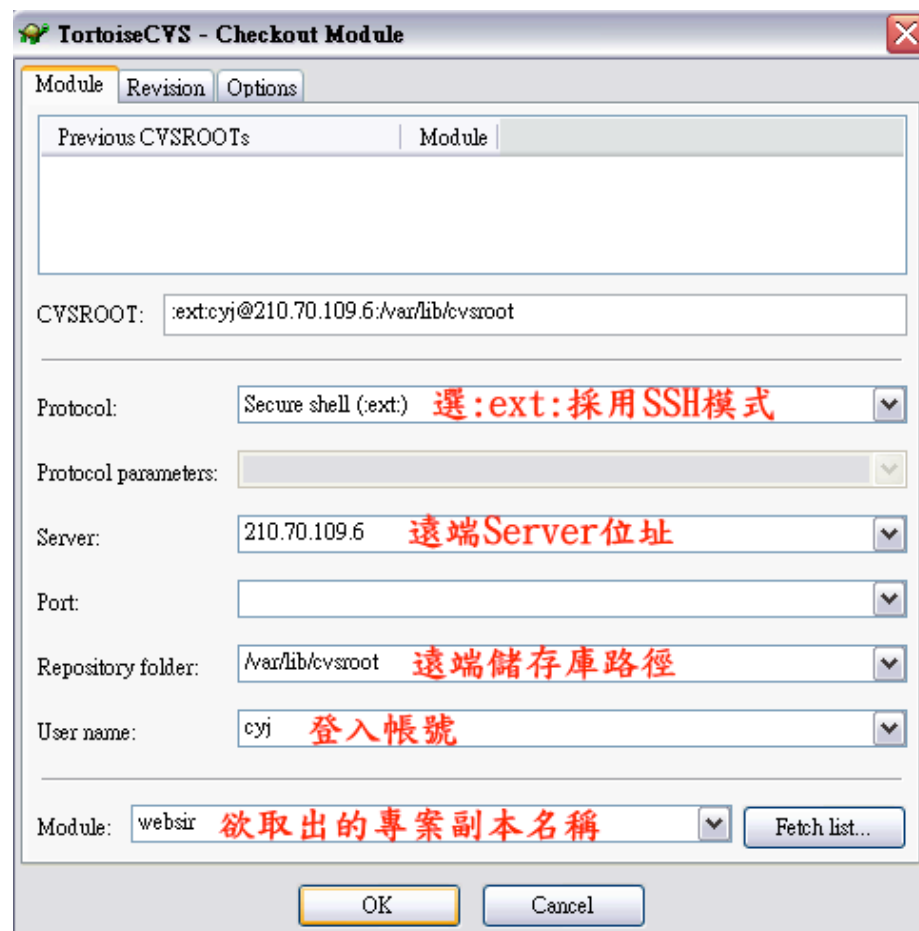 TortoiseCVS - Checkout Module
Module Revision Options
Previous CVSROOTs Module
CVSROOT: :ext:cyj@210.70.109.6:/var/lib/cvsroot
Protocol: Secure shell (:ext:) 選:ext:採用SSH模式
Protocol parameters:
Server: 210.70.109.6 遠端Server位址
Port:
Repository folder: /var/lib/cvsroot 遠端儲存庫路徑
User name: cyj 登入帳號
Module: websir 欲取出的專案副本名稱 Fetch list...
OK Cancel